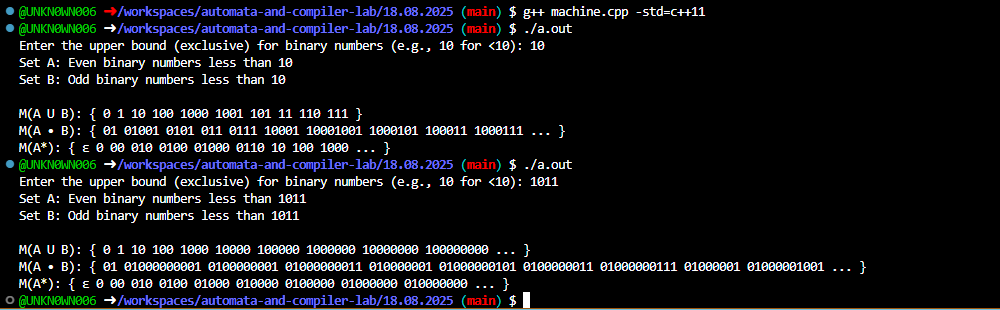 @UNKN0WN006 ➜/workspaces/automata-and-compiler-lab/18.08.2025 (main) $ g++ machine.cpp -std=c++11
@UNKN0WN006 ➜/workspaces/automata-and-compiler-lab/18.08.2025 (main) $ ./a.out
Enter the upper bound (exclusive) for binary numbers (e.g., 10 for <10): 10
Set A: Even binary numbers less than 10
Set B: Odd binary numbers less than 10
M(A U B): { 0 1 10 100 1000 1001 101 11 110 111 }
M(A • B): { 01 01001 0101 011 0111 10001 10001001 1000101 100011 1000111 ... }
M(A*): { ε 0 00 010 0100 01000 0110 10 100 1000 ... }
@UNKN0WN006 ➜/workspaces/automata-and-compiler-lab/18.08.2025 (main) $ ./a.out
Enter the upper bound (exclusive) for binary numbers (e.g., 10 for <10): 1011
Set A: Even binary numbers less than 1011
Set B: Odd binary numbers less than 1011
M(A U B): { 0 1 10 100 1000 10000 100000 1000000 10000000 100000000 ... }
M(A • B): { 01 01000000001 0100000001 01000000011 010000001 01000000101 0100000011 01000000111 01000001 01000001001 ... }
M(A*): { ε 0 00 010 0100 01000 010000 0100000 01000000 010000000 ... }
@UNKN0WN006 ➜/workspaces/automata-and-compiler-lab/18.08.2025 (main) $